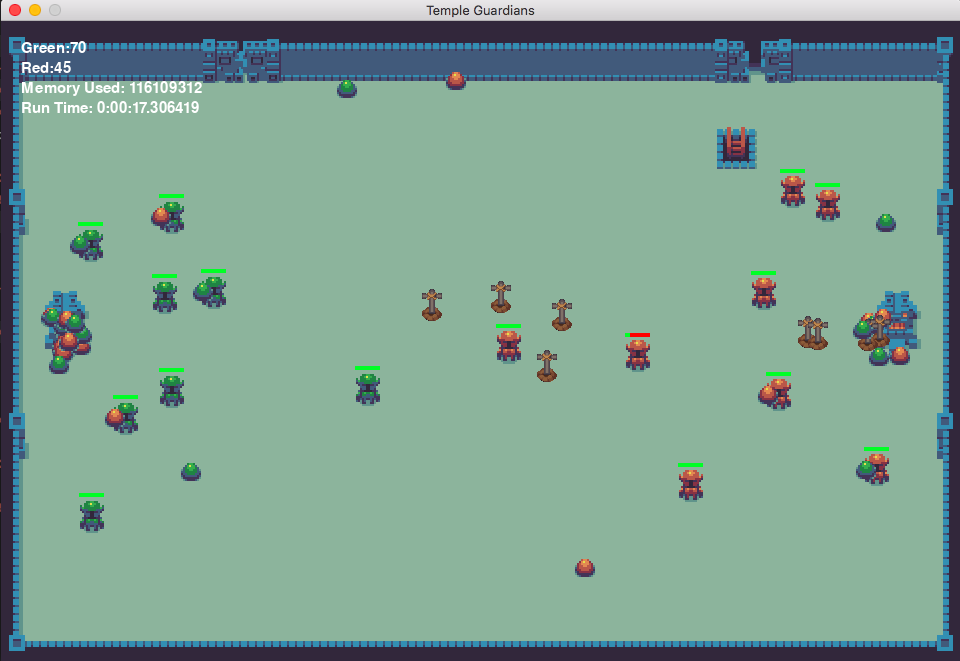 Temple Guardians
Green:70
Red:45
Memory Used: 116109312
Run Time: 0:00:17.306419